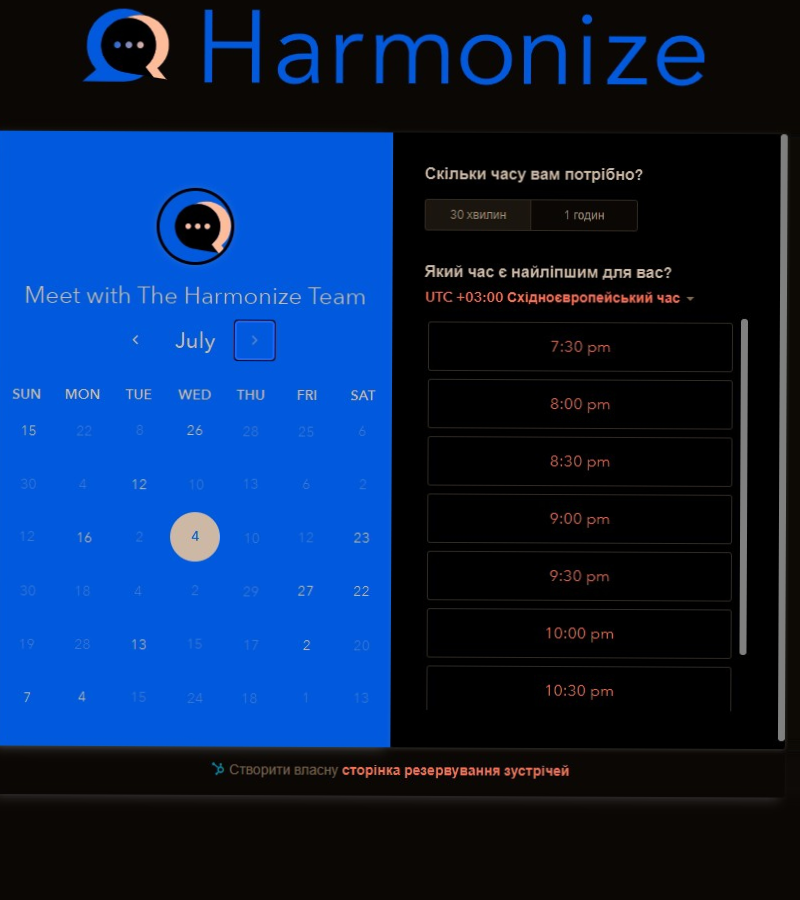 Harmonize
Meet with The Harmonize Team
July
SUN MON TUE WED THU FRI SAT
15 22 8 26 28 25 6
30 4 12 10 13 6 2
12 16 2 4 10 12 23
30 18 4 2 29 27 22
19 28 13 15 17 2 20
7 4 15 24 18 1 13
Скільки часу вам потрібно?
30 хвилин 1 годин
Який час є найліпшим для вас?
UTC +03:00 Східноєвропейський час
7:30 pm
8:00 pm
8:30 pm
9:00 pm
9:30 pm
10:00 pm
10:30 pm
Створити власну сторінка резервування зустрічей